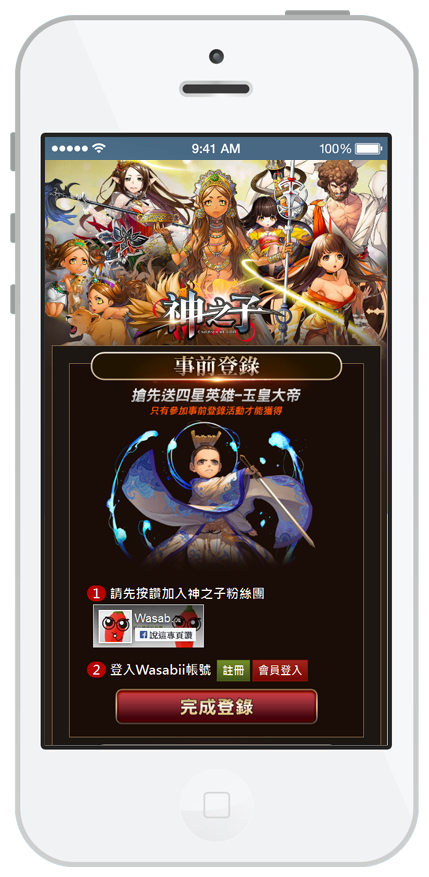 9:41 AM 100%
神之子
事前登錄
搶先送四星英雄-玉皇大帝
只有參加事前登錄活動才能獲得
1 請先按讚加入神之子粉絲團
Wasab...
說這專頁讚
2 登入Wasabii帳號 註冊 會員登入
完成登錄